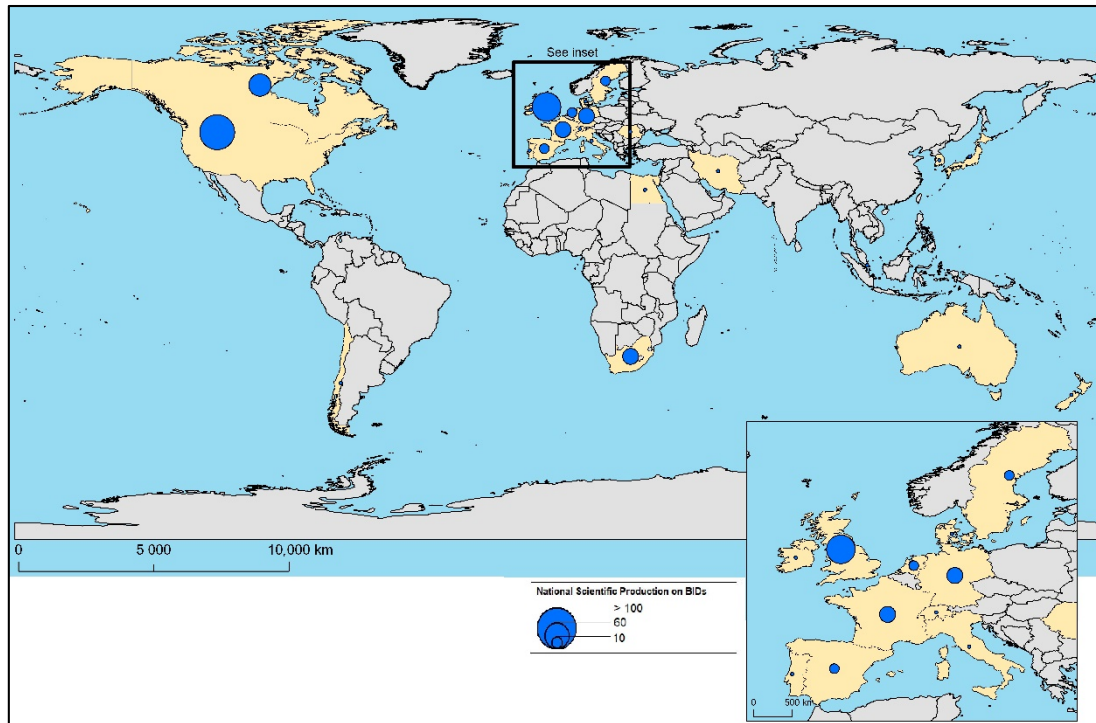 See inset
0 5 000 10,000 km
National Scientific Production on BIDs
> 100
60
10
0 500 km